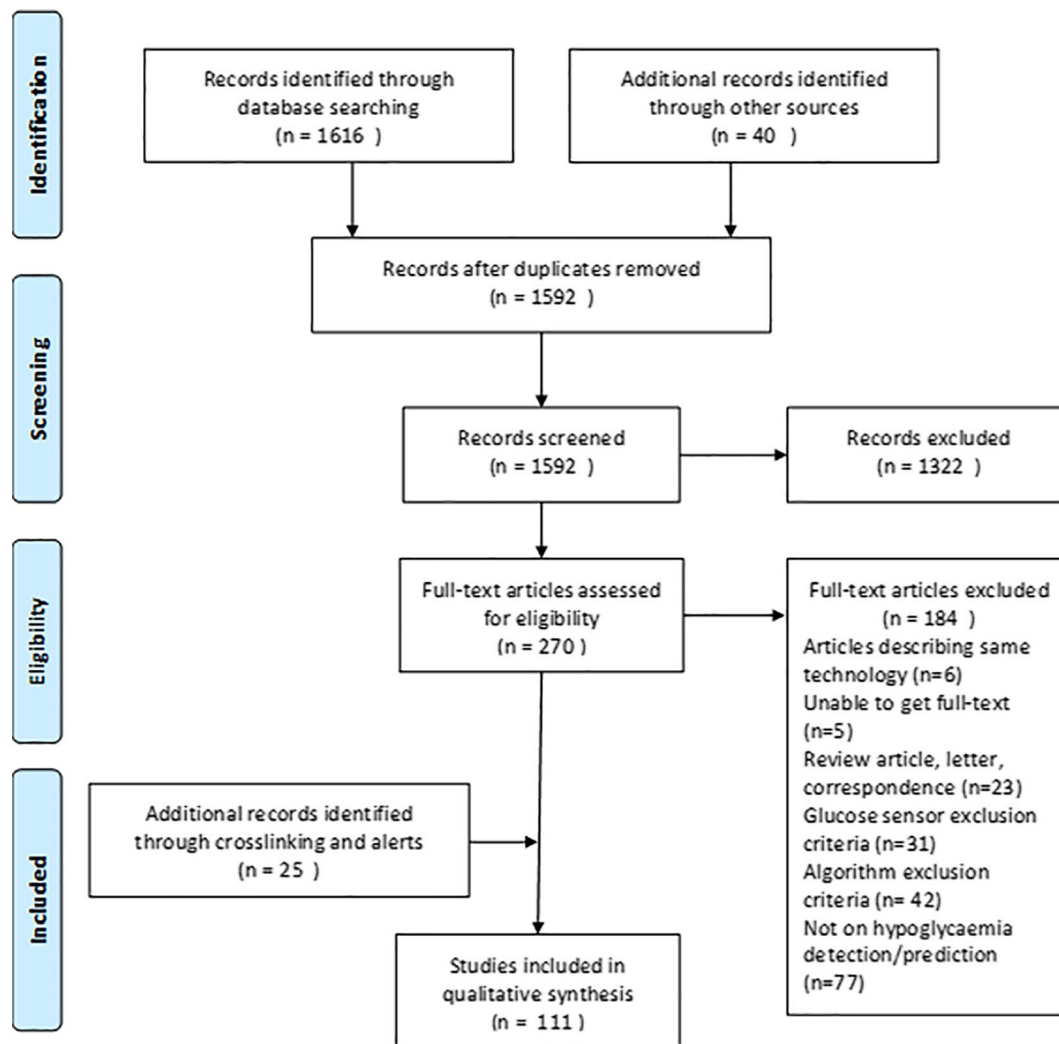 Identification
Records identified through
database searching
(n = 1616 )
Additional records identified
through other sources
(n = 40 )
Records after duplicates removed
(n = 1592 )
Screening
Records screened
(n = 1592 )
Records excluded
(n = 1322 )
Eligibility
Full-text articles assessed
for eligibility
(n = 270 )
Full-text articles excluded
(n = 184 )
Articles describing same
technology (n=6)
Unable to get full-text
(n=5)
Review article, letter,
correspondence (n=23)
Glucose sensor exclusion
criteria (n=31)
Algorithm exclusion
criteria (n= 42)
Not on hypoglycaemia
detection/prediction
(n=77)
Included
Additional records identified
through crosslinking and alerts
(n = 25 )
Studies included in
qualitative synthesis
(n = 111 )